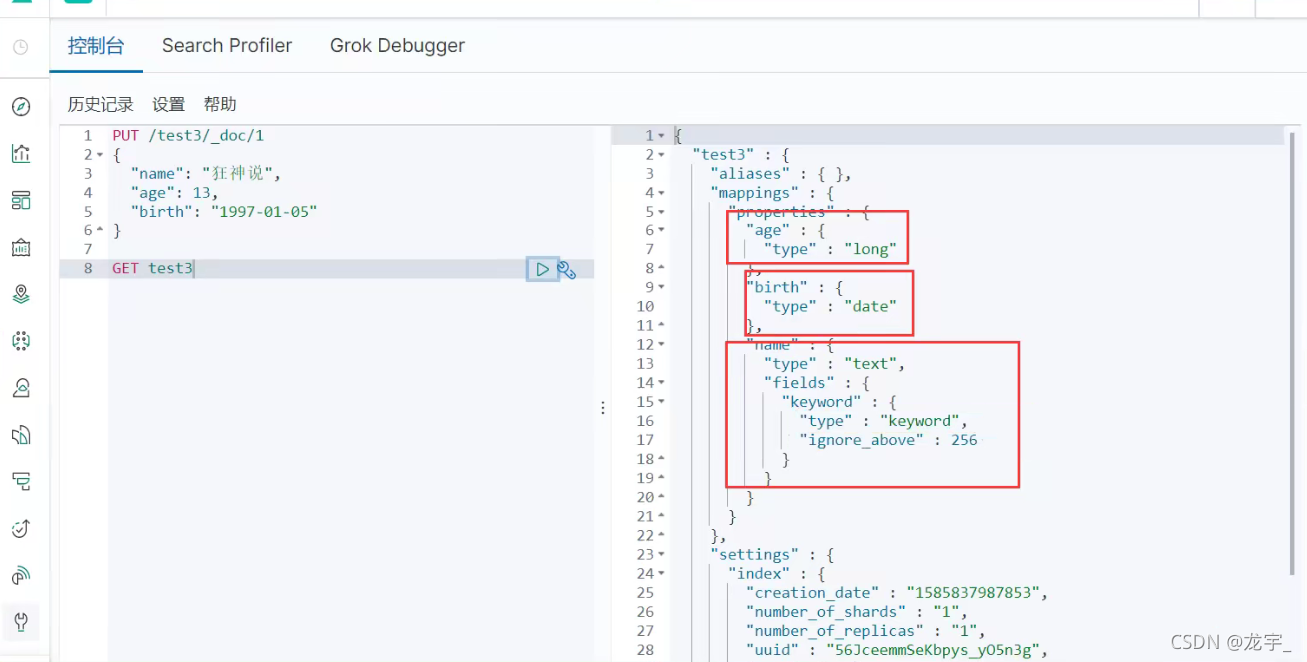 控制台 Search Profiler Grok Debugger
历史记录 设置 帮助
1 PUT /test3/_doc/1
2 {
3 "name": "狂神说",
4 "age": 13,
5 "birth": "1997-01-05"
6 }
7
8 GET test3
1 {
2 "test3" : {
3 "aliases" : { },
4 "mappings" : {
5 "properties" : {
6 "age" : {
7 "type" : "long"
8 },
9 "birth" : {
10 "type" : "date"
11 },
12 "name" : {
13 "type" : "text",
14 "fields" : {
15 "keyword" : {
16 "type" : "keyword",
17 "ignore_above" : 256
18 }
19 }
20 }
21 }
22 },
23 "settings" : {
24 "index" : {
25 "creation_date" : "1585837987853",
26 "number_of_shards" : "1",
27 "number_of_replicas" : "1",
28 "uuid" : "56JceemmSeKbpys_yO5n3g",
CSDN @龙宇_